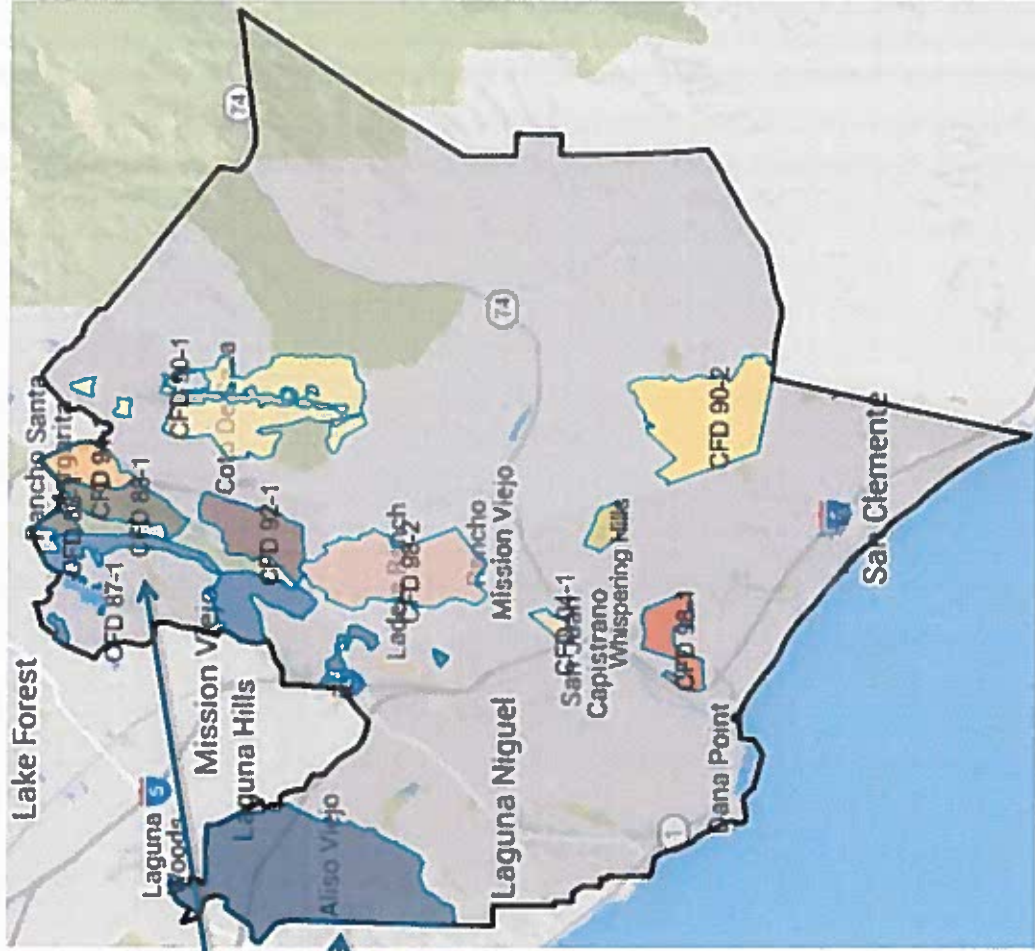 Lake Forest
Rancho Santa
Margarita
CFD 87-1
CFD 88-1
CFD 90-1
74
Mission Viejo
CFD 92-1
Laguna
Woods
5
Laguna Hills
Aliso Viejo
Ladera Ranch
CFD 98-2
Rancho
Mission Viejo
74
Laguna Niguel
CFD 04-1
San Juan
Capistrano
Whispering Hills
CFD 98-1
CFD 90-2
Dana Point
1
San Clemente